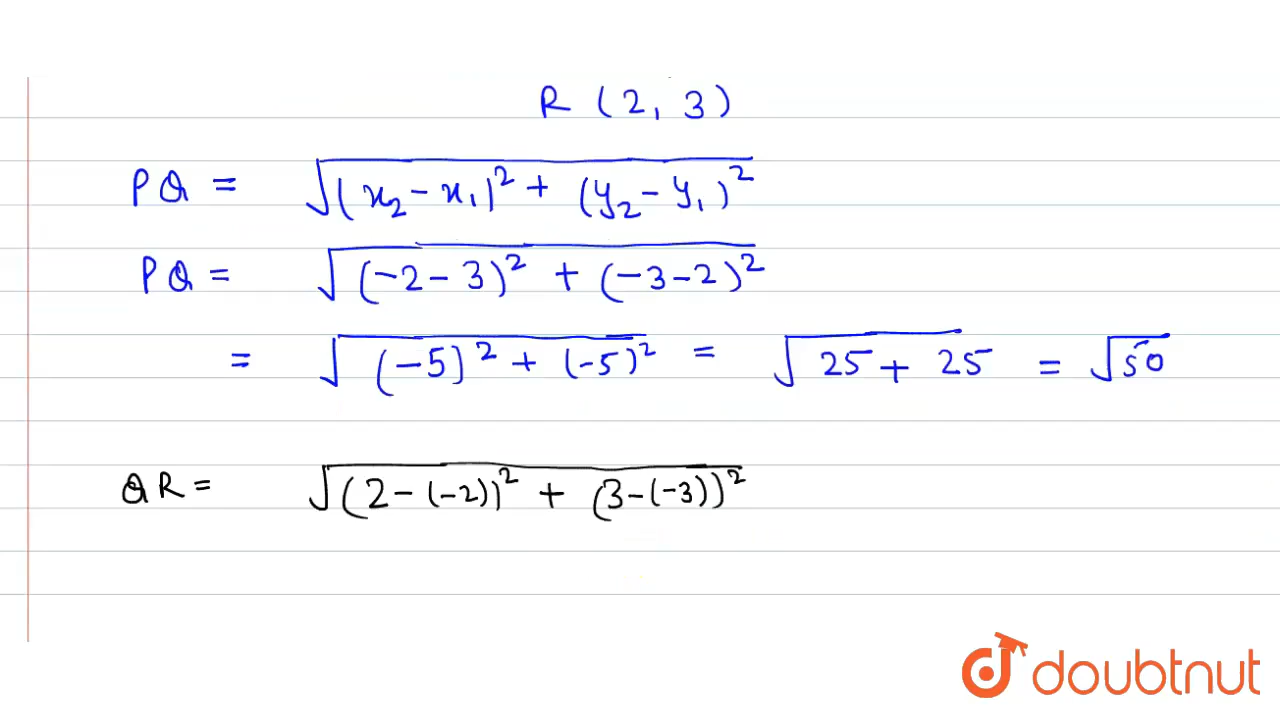 R (2, 3)
PQ = √(x₂ - x₁)² + (y₂ - y₁)²
PQ = √(-2 - 3)² + (-3 - 2)²
= √(-5)² + (-5)² = √25 + 25 = √50
QR = √(2 - (-2))² + (3 - (-3))²
doubtnut